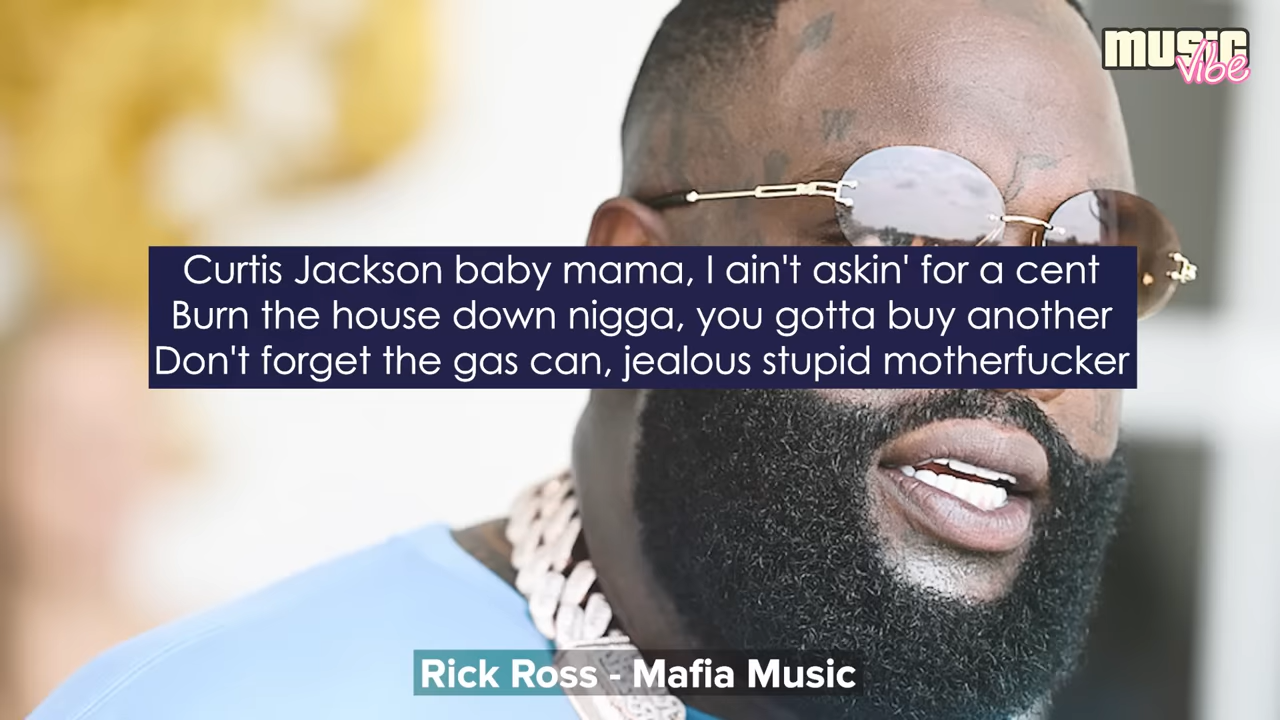 MUSIC
Vibe
Curtis Jackson baby mama, I ain't askin' for a cent
Burn the house down nigga, you gotta buy another
Don't forget the gas can, jealous stupid motherfucker
Rick Ross - Mafia Music